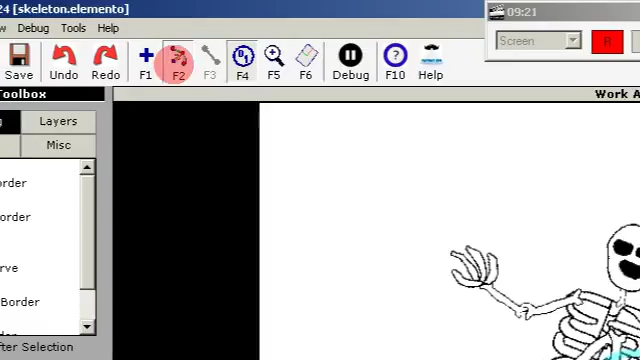 24 [skeleton.elemento]
09:21
w Debug Tools Help
Screen
R
Save Undo Redo F1 F2 F3 F4 F5 F6 Debug F10 Help
Toolbox
Work A
g Layers
Misc
order
order
rve
Border
fter Selection